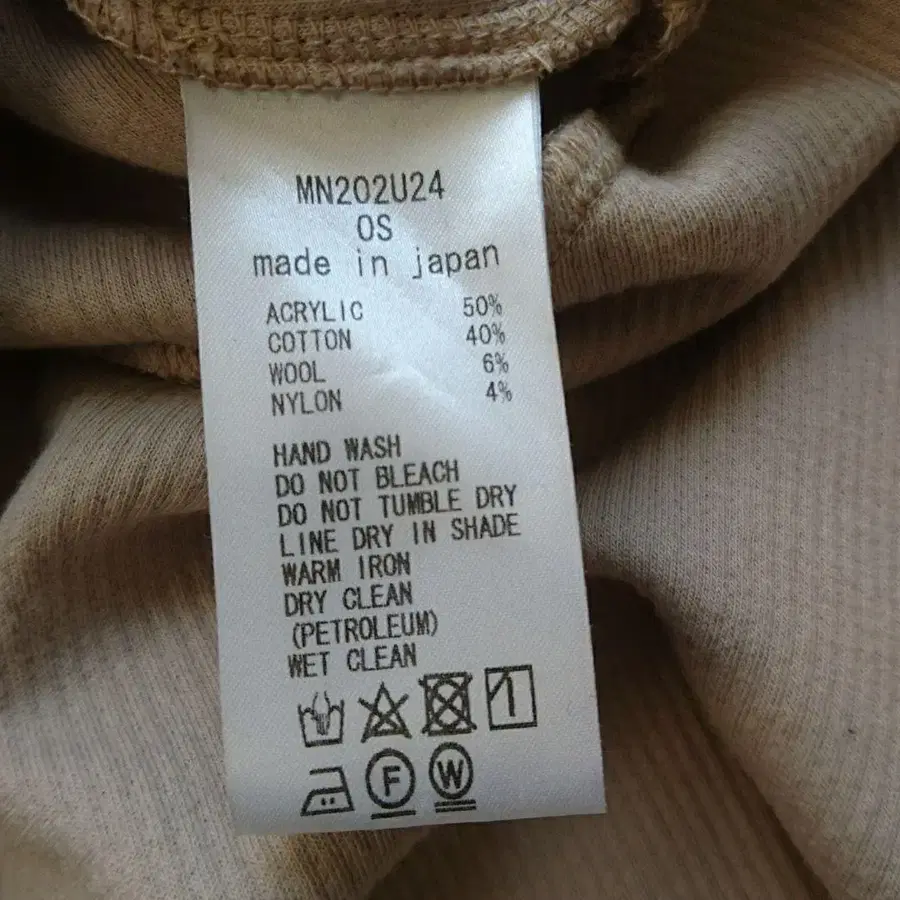 MN202U24
OS
made in japan
ACRYLIC 50%
COTTON 40%
WOOL 6%
NYLON 4%
HAND WASH
DO NOT BLEACH
DO NOT TUMBLE DRY
LINE DRY IN SHADE
WARM IRON
DRY CLEAN
(PETROLEUM)
WET CLEAN
F W